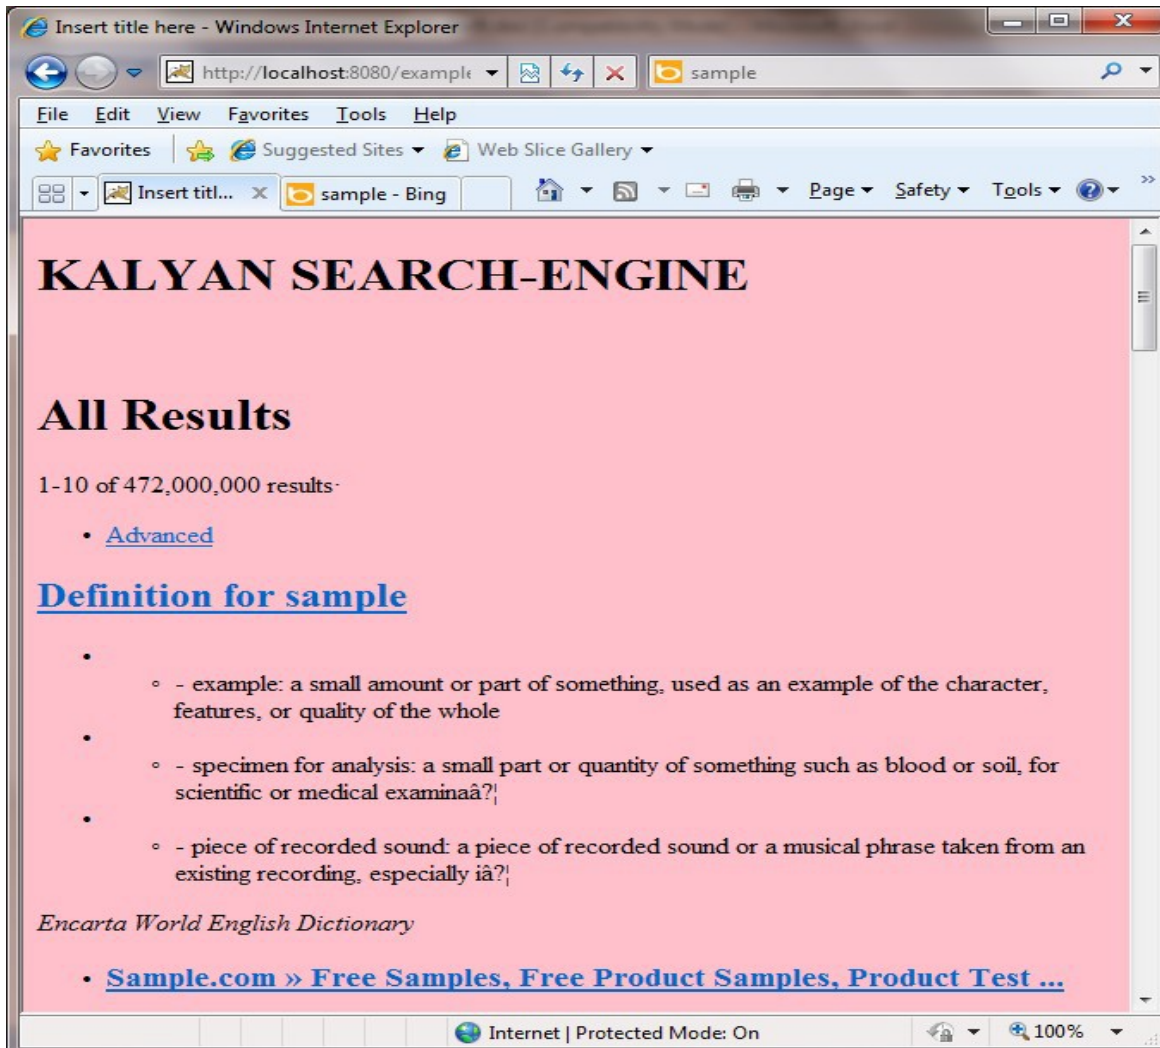 Insert title here - Windows Internet Explorer
http://localhost:8080/example
sample
File Edit View Favorites Tools Help
Favorites Suggested Sites Web Slice Gallery
Insert titl... sample - Bing Page Safety Tools
KALYAN SEARCH-ENGINE
All Results
1-10 of 472,000,000 results·
• Advanced
Definition for sample
•
◦ - example: a small amount or part of something, used as an example of the character,
features, or quality of the whole
•
◦ - specimen for analysis: a small part or quantity of something such as blood or soil, for
scientific or medical examinaâ?¦
•
◦ - piece of recorded sound: a piece of recorded sound or a musical phrase taken from an
existing recording, especially iâ?¦
Encarta World English Dictionary
• Sample.com » Free Samples, Free Product Samples, Product Test ...
Internet | Protected Mode: On 100%